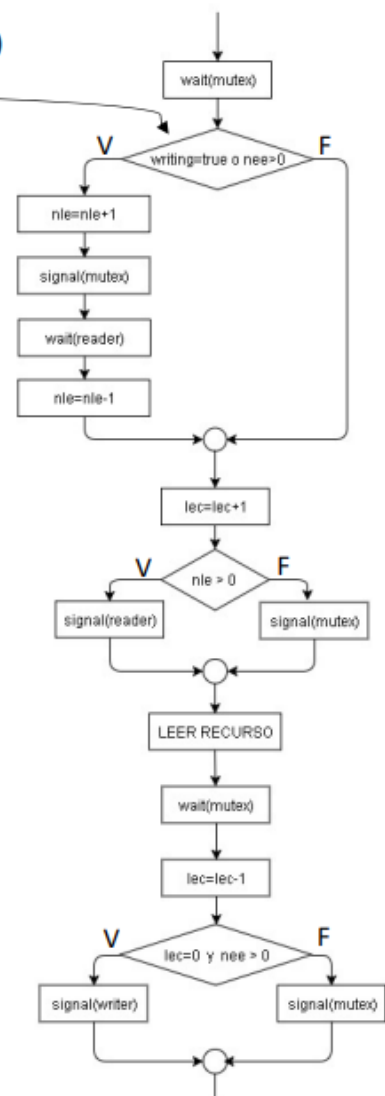 )
wait(mutex)
V
F
writing=true o nee>0
nle=nle+1
signal(mutex)
wait(reader)
nle=nle-1
lec=lec+1
V
F
nle > 0
signal(reader)
signal(mutex)
LEER RECURSO
wait(mutex)
lec=lec-1
V
F
lec=0 y nee > 0
signal(writer)
signal(mutex)